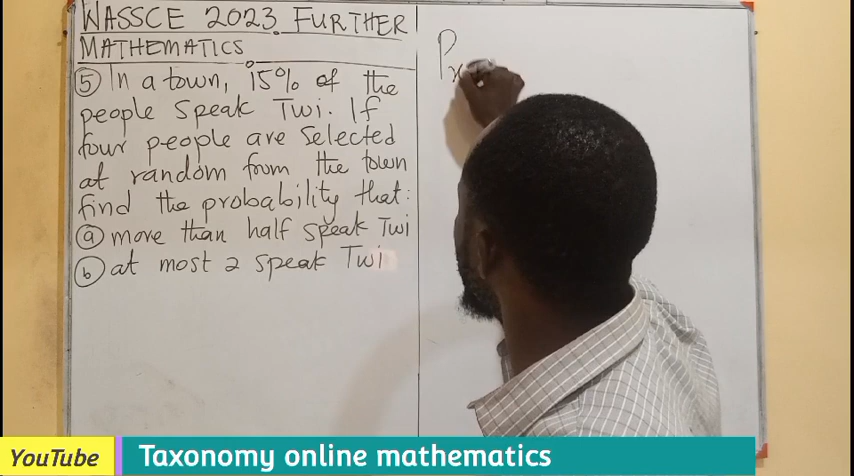 WASSCE 2023 FURTHER
MATHEMATICS
5 In a town, 15% of the
people speak Twi. If
four people are selected
at random from the town
find the probability that:
a more than half speak Twi
b at most 2 speak Twi
P
YouTube Taxonomy online mathematics